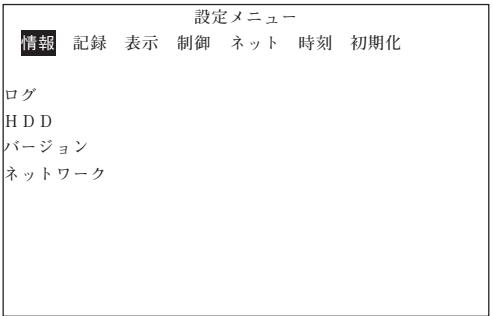 設定メニュー
情報 記録 表示 制御 ネット 時刻 初期化
ログ
ＨＤＤ
バージョン
ネットワーク